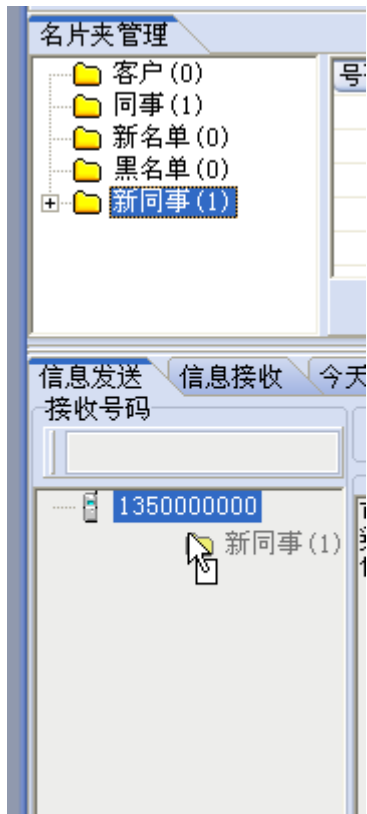 名片夹管理
客户(0)
同事(1)
新名单(0)
黑名单(0)
新同事(1)
号
信息发送
信息接收
今天
接收号码
1350000000
新同事(1)